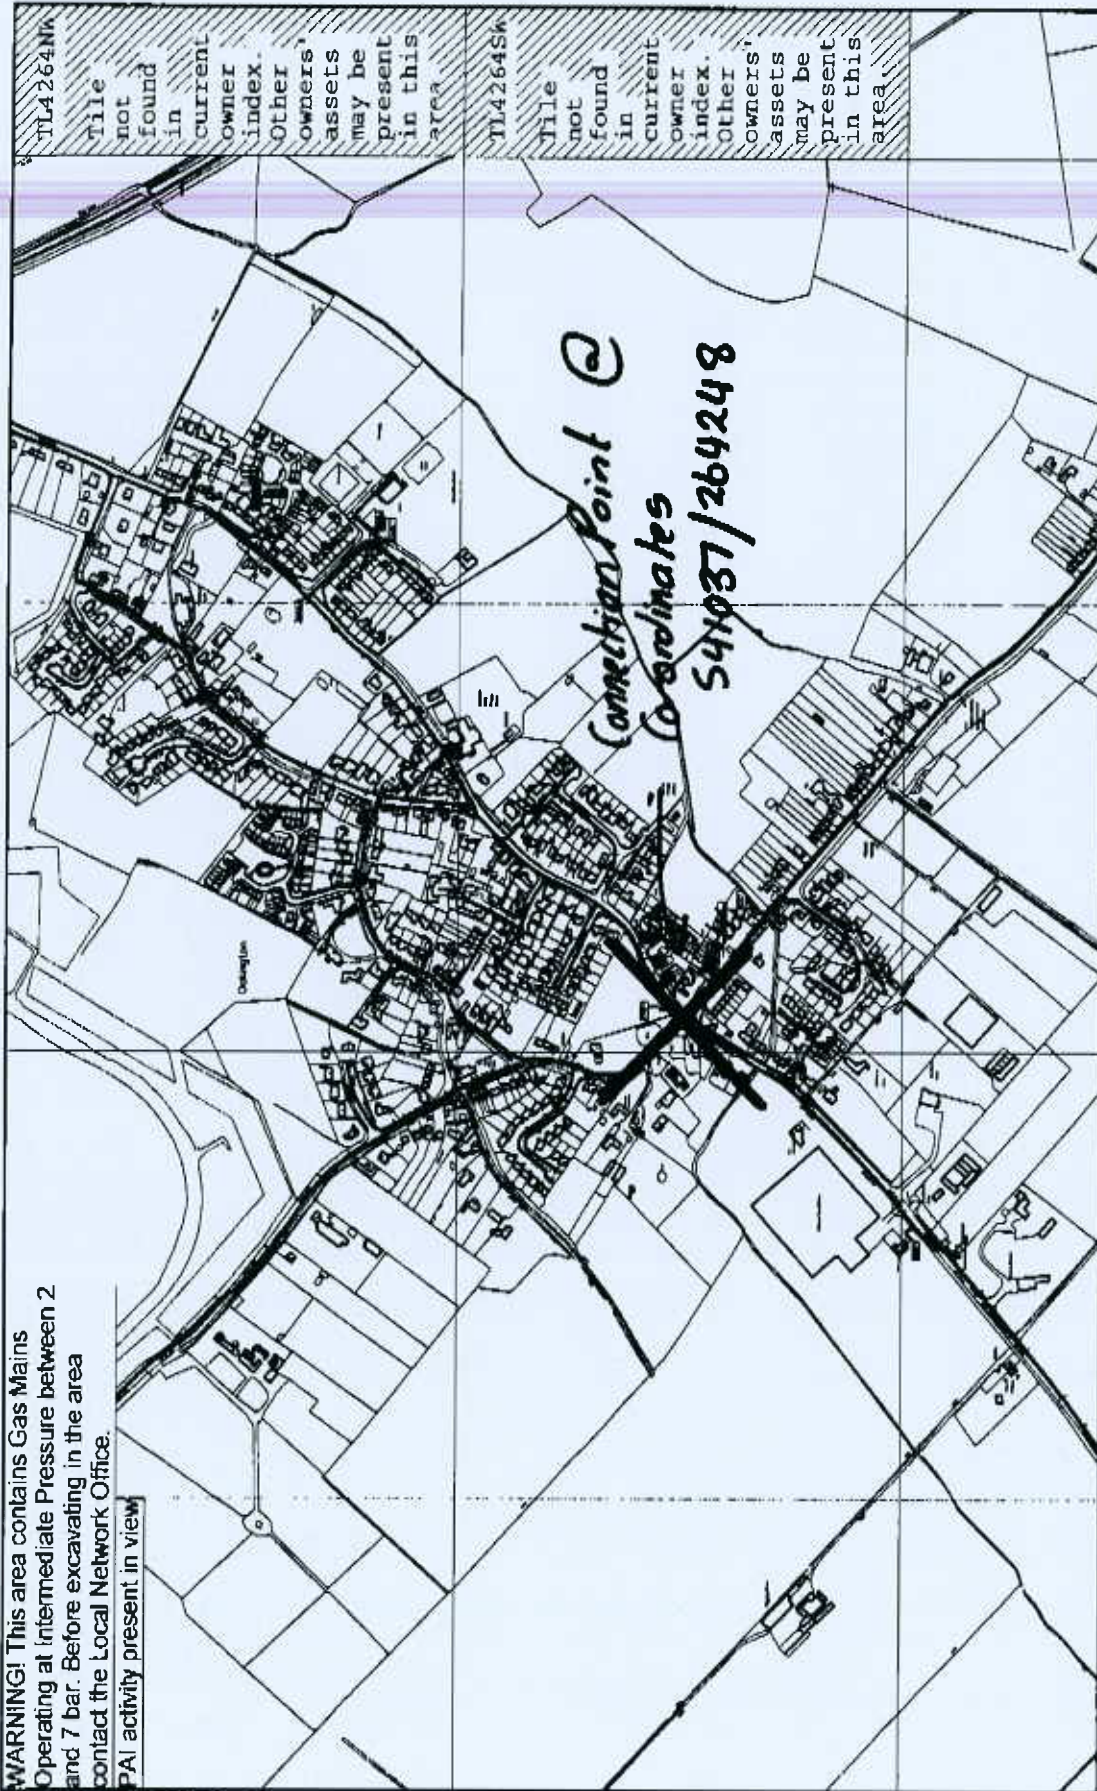 WARNING! This area contains Gas Mains
Operating at Intermediate Pressure between 2
and 7 bar. Before excavating in the area
contact the Local Network Office.
PAI activity present in view
TL4264NW
Tile
not
found
in
current
owner
index.
Other
owners'
assets
may be
present
in this
area
TL4264SW
Tile
not
found
in
current
owner
index.
Other
owners'
assets
may be
present
in this
area
Connection Point @
Coordinates
541037/264248